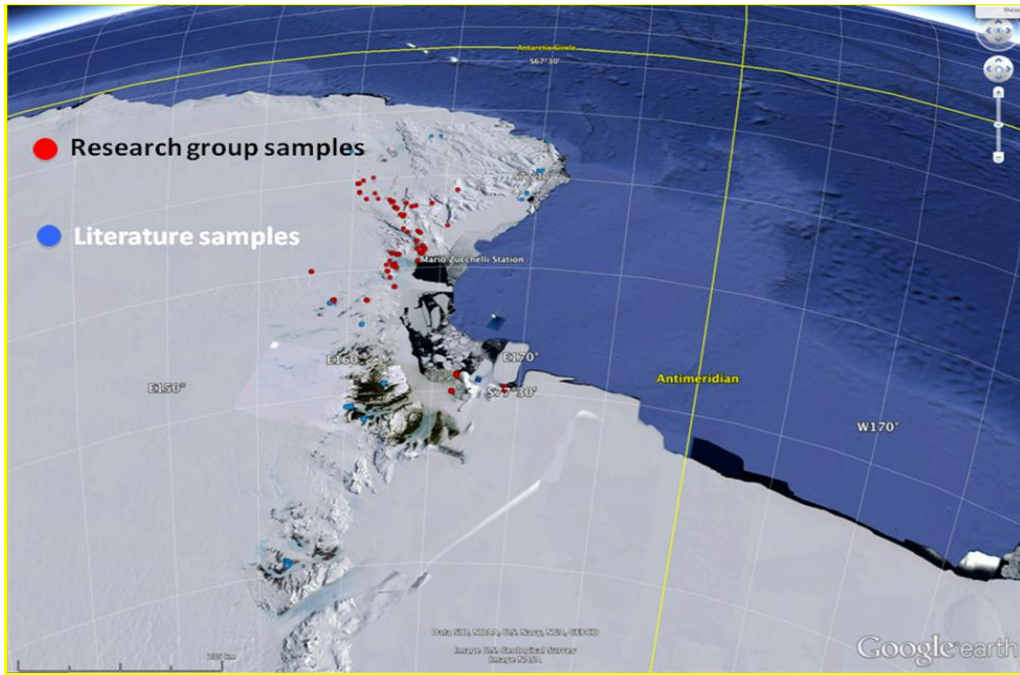 Antarctic Circle
S67°30'
Research group samples
Literature samples
Mario Zucchelli Station
E160°
E170°
E150°
S77°30'
Antimeridian
W170°
Data SIO, NOAA, U.S. Navy, NGA, GEBCO
Image U.S. Geological Survey
Image NASA
Google earth